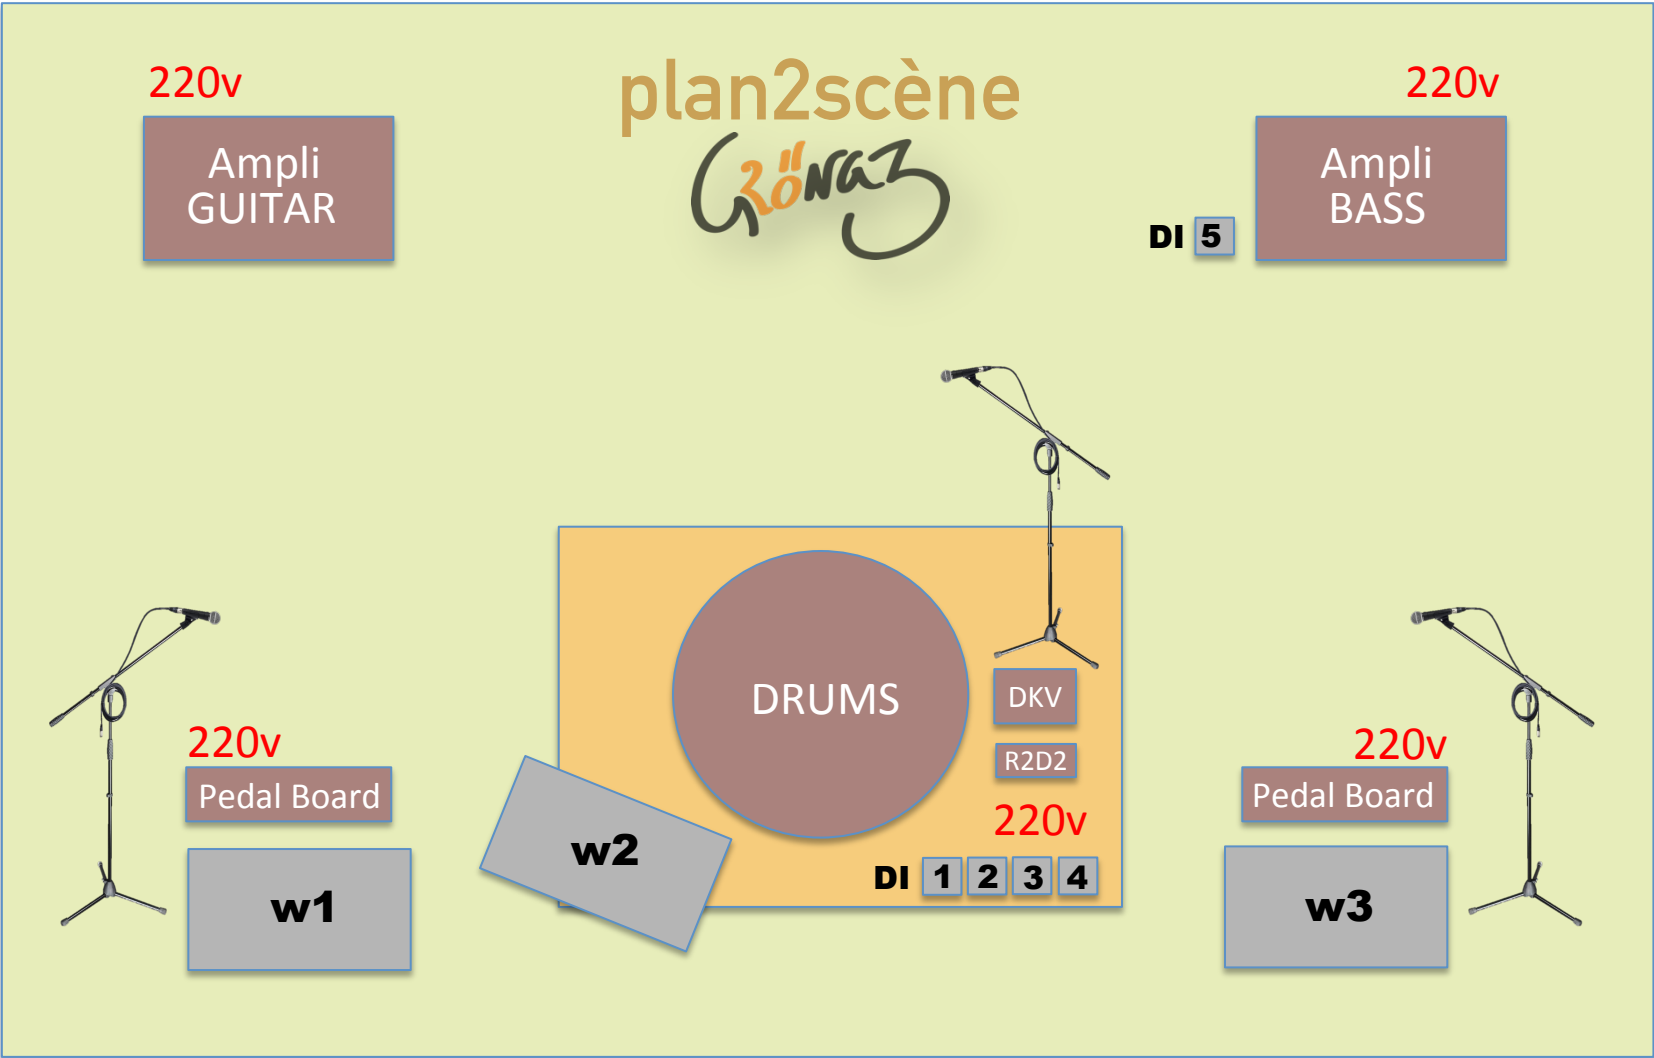 220v
plan2scène
220v
Ampli
GUITAR
GRÖNGZ
Ampli
BASS
DI 5
DRUMS
DKV
R2D2
220v
Pedal Board
220v
Pedal Board
220v
w2
DI 1 2 3 4
w1
w3